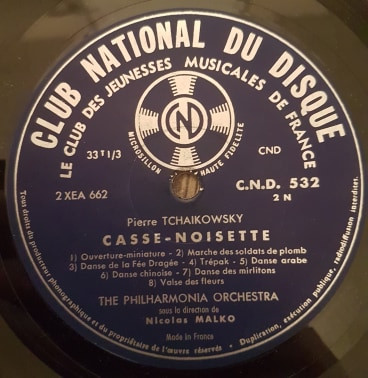 CLUB NATIONAL DU DISQUE
LE CLUB DES JEUNESSES MUSICALES DE FRANCE
ND
MICROSILLON HAUTE FIDELITE
33 T 1/3
CND
2 XEA 662
C.N.D. 532
2 N
Pierre TCHAIKOWSKY
CASSE-NOISETTE
1) Ouverture-miniature - 2) Marche des soldats de plomb
3) Danse de la Fée Dragée - 4) Trépak - 5) Danse arabe
6) Danse chinoise - 7) Danse des mirlitons
8) Valse des fleurs
THE PHILHARMONIA ORCHESTRA
sous la direction de
Nicolas MALKO
Made in France
Tous droits du producteur phonographique et du propriétaire de l'œuvre réservés - Duplication, exécution publique, radiodiffusion interdites.